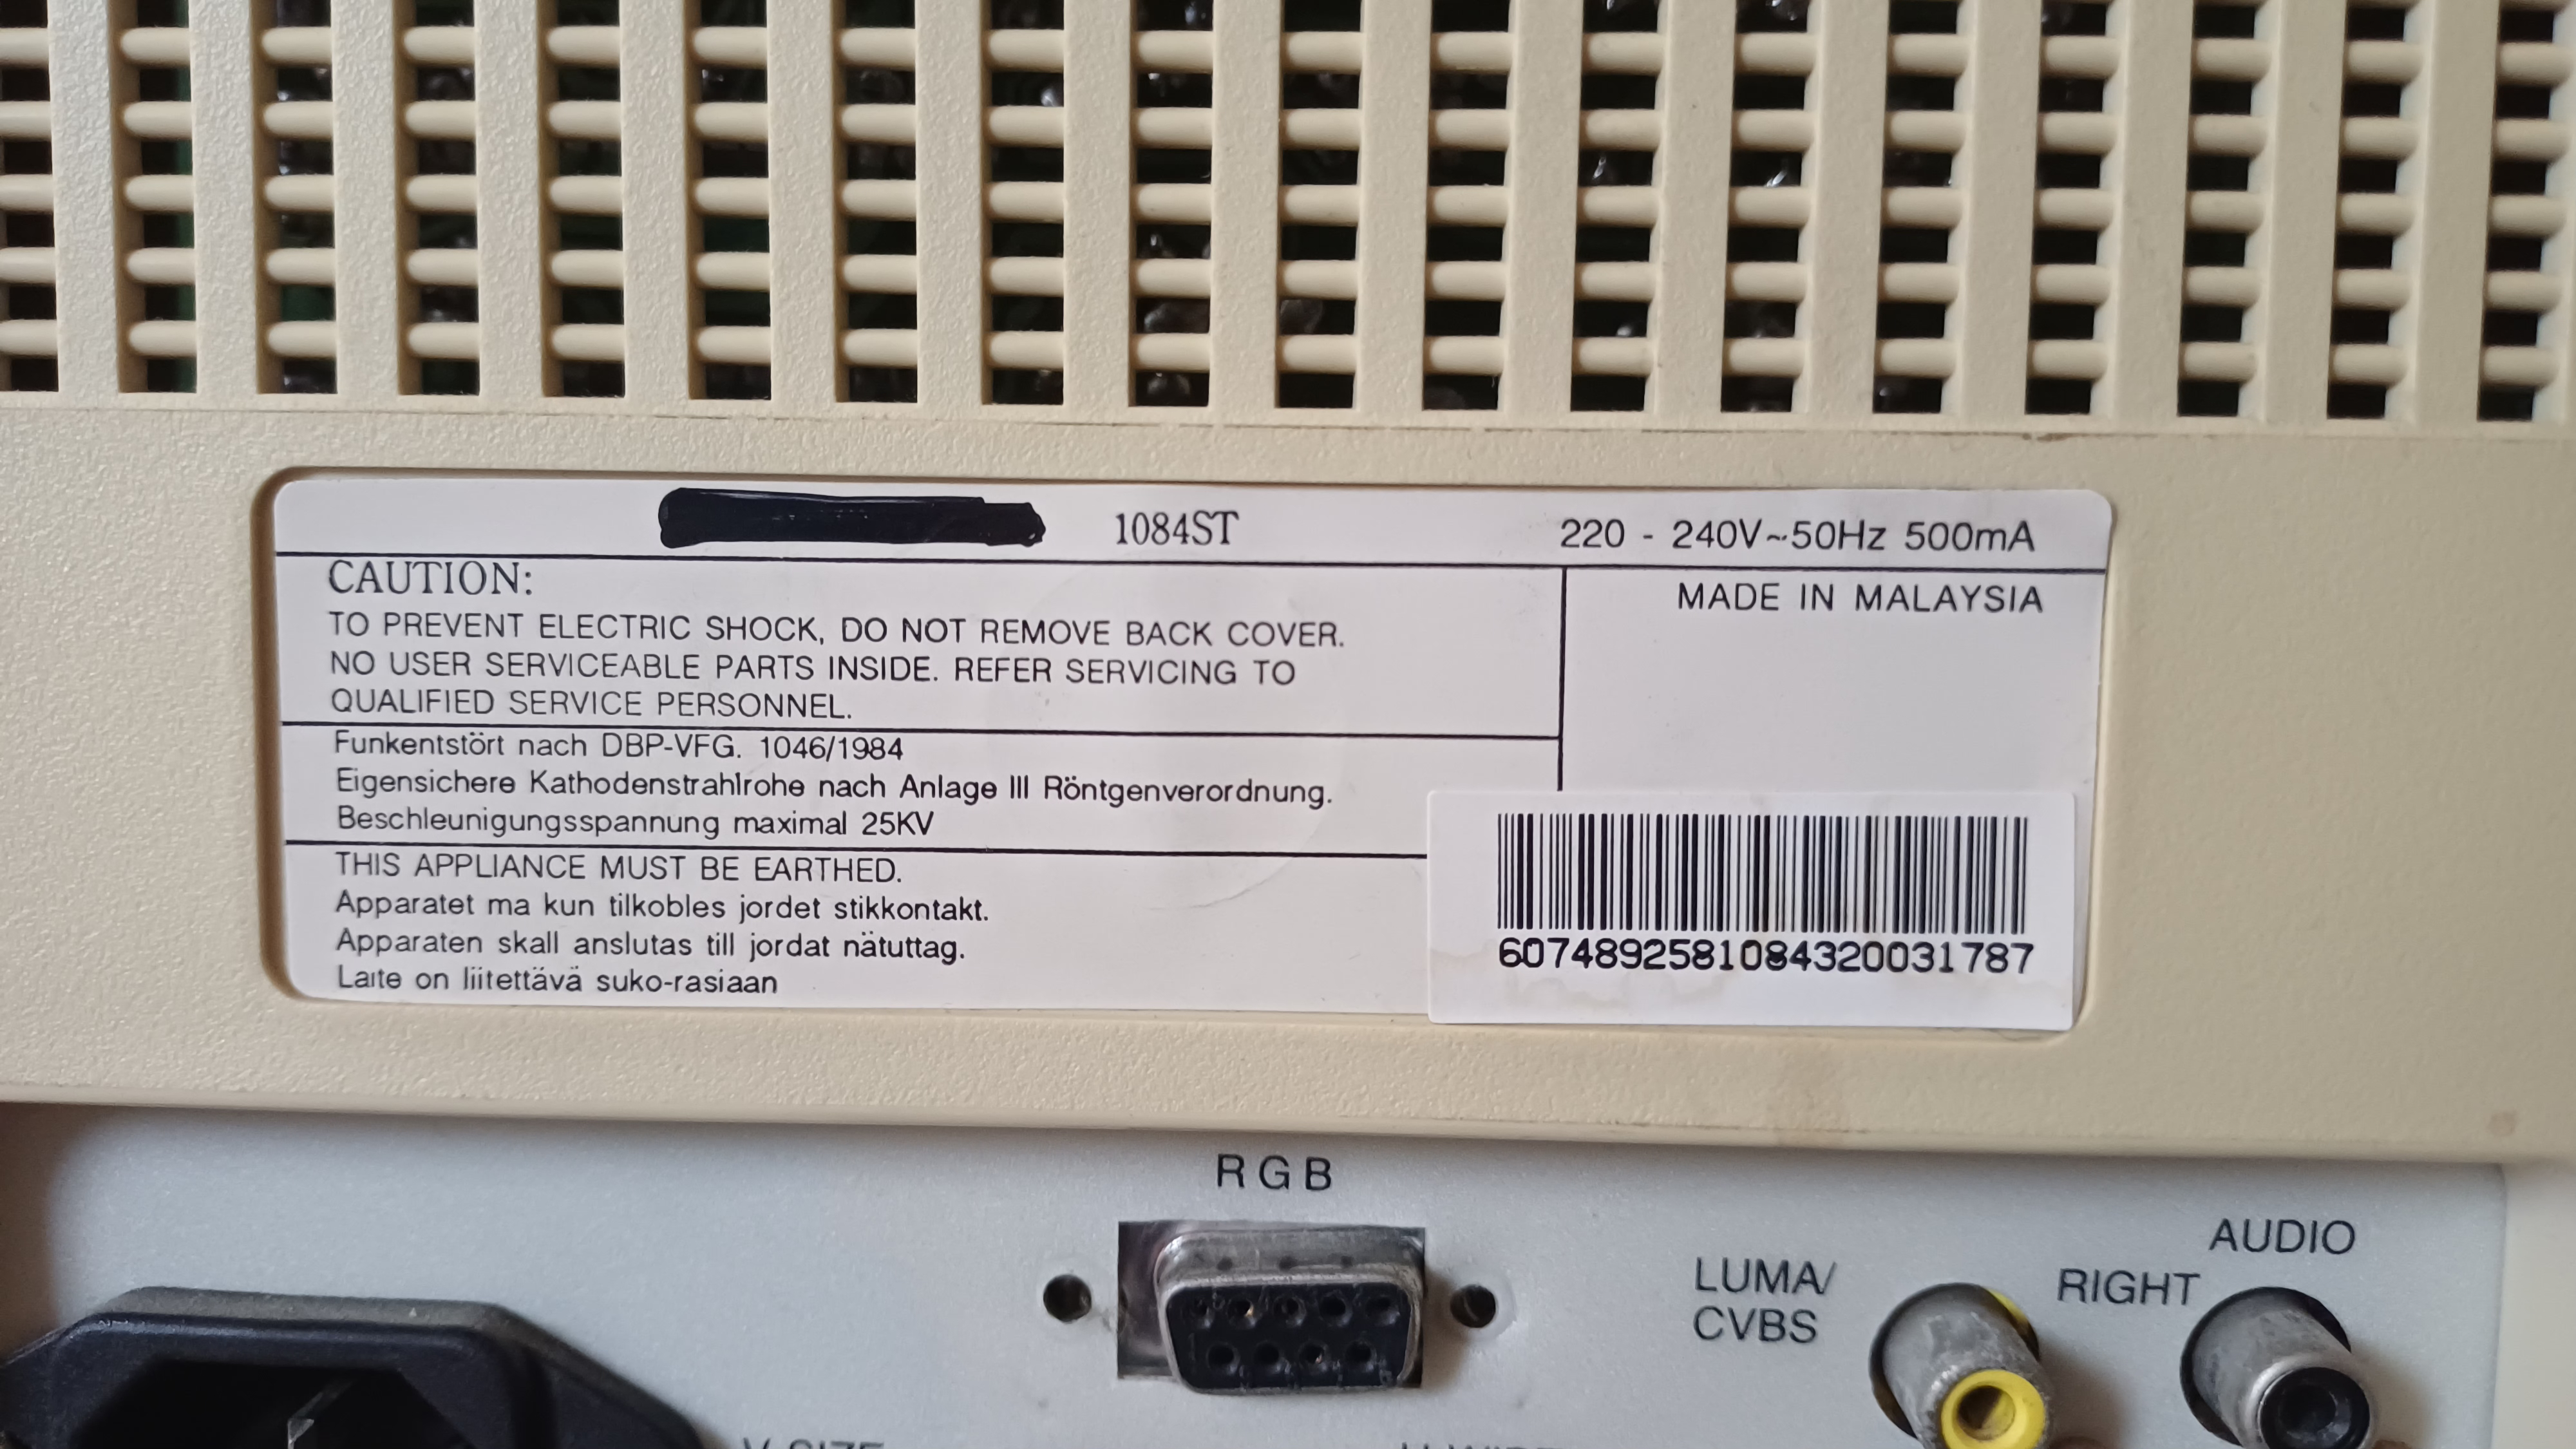 1084ST 220 - 240V~50Hz 500mA
CAUTION:
TO PREVENT ELECTRIC SHOCK, DO NOT REMOVE BACK COVER.
NO USER SERVICEABLE PARTS INSIDE. REFER SERVICING TO
QUALIFIED SERVICE PERSONNEL.
MADE IN MALAYSIA
Funkentstört nach DBP-VFG. 1046/1984
Eigensichere Kathodenstrahlrohe nach Anlage III Röntgenverordnung.
Beschleunigungsspannung maximal 25KV
THIS APPLIANCE MUST BE EARTHED.
Apparatet ma kun tilkobles jordet stikkontakt.
Apparaten skall anslutas till jordat nätuttag.
Laite on liitettävä suko-rasiaan
6074892581084320031787
RGB
LUMA/
CVBS
AUDIO
RIGHT